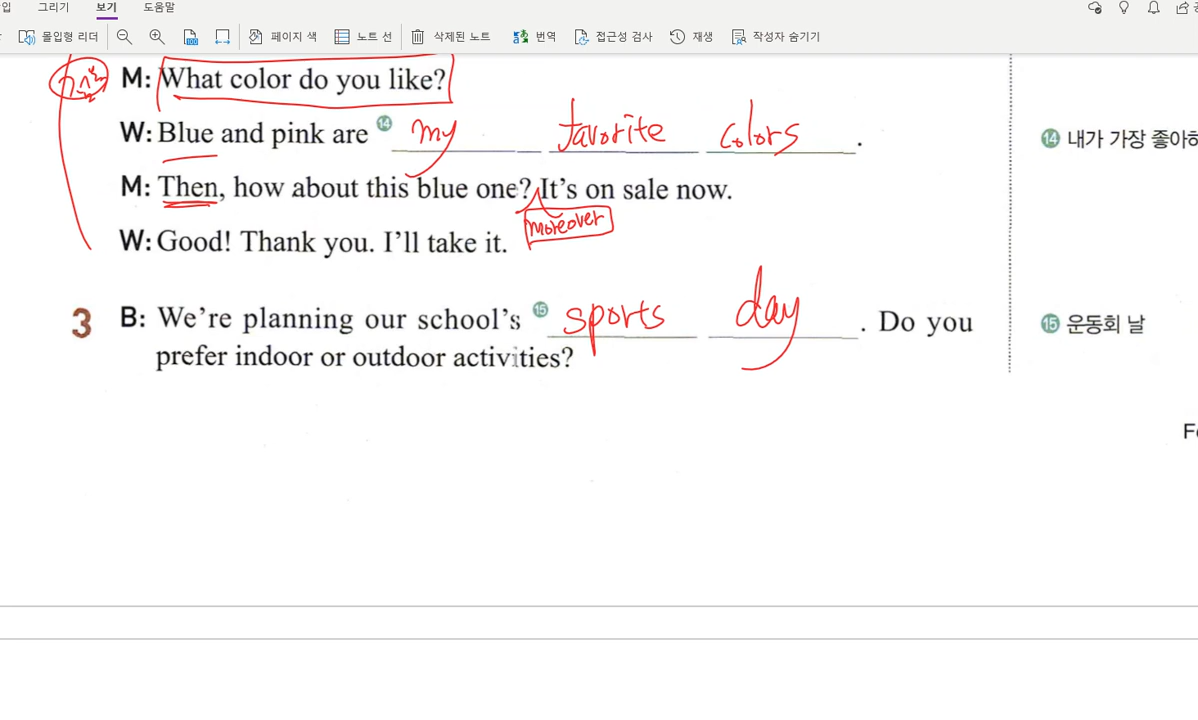 입 그리기 보기 도움말
몰입형 리더 페이지 색 노트 선 삭제된 노트 번역 접근성 검사 재생 작성자 숨기기
M: What color do you like?
W: Blue and pink are ⑭ my favorite colors. ⑭ 내가 가장 좋아하
M: Then, how about this blue one? It's on sale now.
moreover
W: Good! Thank you. I'll take it.
3 B: We're planning our school's ⑮ sports day. Do you ⑮ 운동회 날
prefer indoor or outdoor activities?